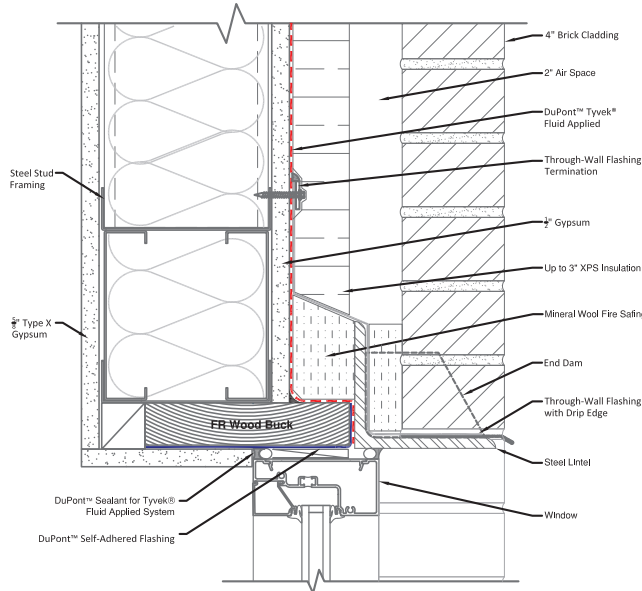 4" Brick Cladding
2" Air Space
DuPont™ Tyvek®
Fluid Applied
Through-Wall Flashing
Termination
½" Gypsum
Up to 3" XPS Insulation
Mineral Wool Fire Safing
End Dam
Through-Wall Flashing
with Drip Edge
Steel LIntel
WIndow
Steel Stud
Framing
⅝" Type X
Gypsum
FR Wood Buck
DuPont™ Sealant for Tyvek®
Fluid Applied System
DuPont™ Self-Adhered Flashing